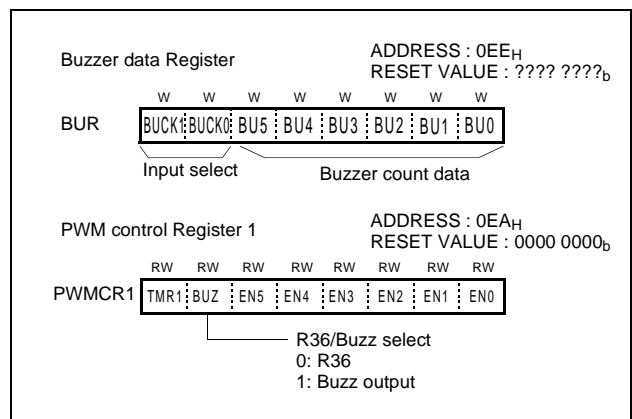 Buzzer data Register
ADDRESS : 0EEH
RESET VALUE : ???? ????b
W W W W W W W W
BUR BUCK1 BUCK0 BU5 BU4 BU3 BU2 BU1 BU0
Input select Buzzer count data
PWM control Register 1
ADDRESS : 0EAH
RESET VALUE : 0000 0000b
RW RW RW RW RW RW RW RW
PWMCR1 TMR1 BUZ EN5 EN4 EN3 EN2 EN1 EN0
R36/Buzz select
0: R36
1: Buzz output